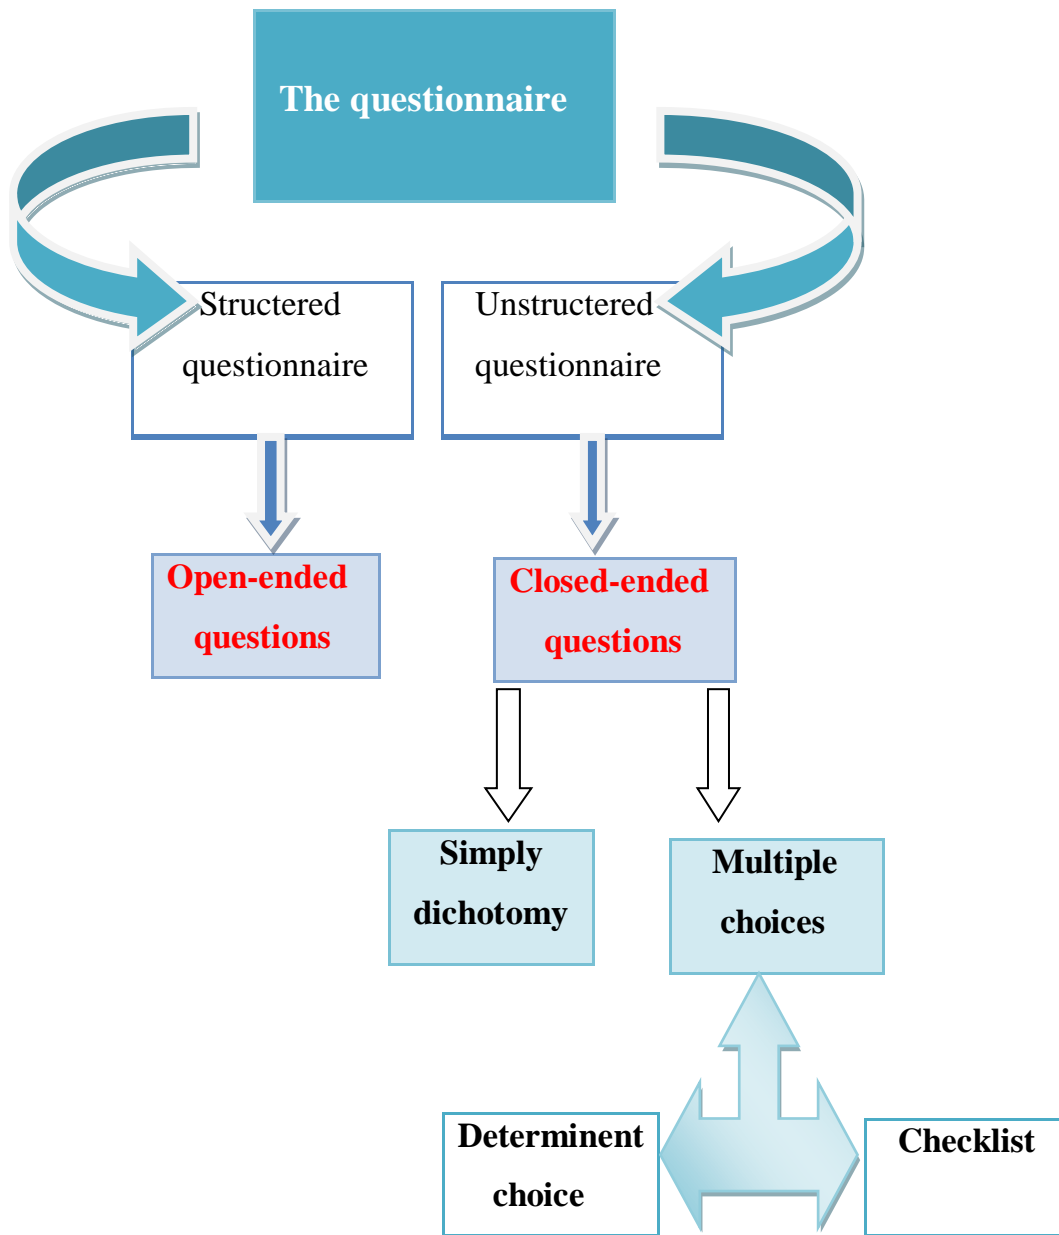 The questionnaire
Structered
questionnaire
Unstructered
questionnaire
Open-ended
questions
Closed-ended
questions
Simply
dichotomy
Multiple
choices
Determinent
choice
Checklist